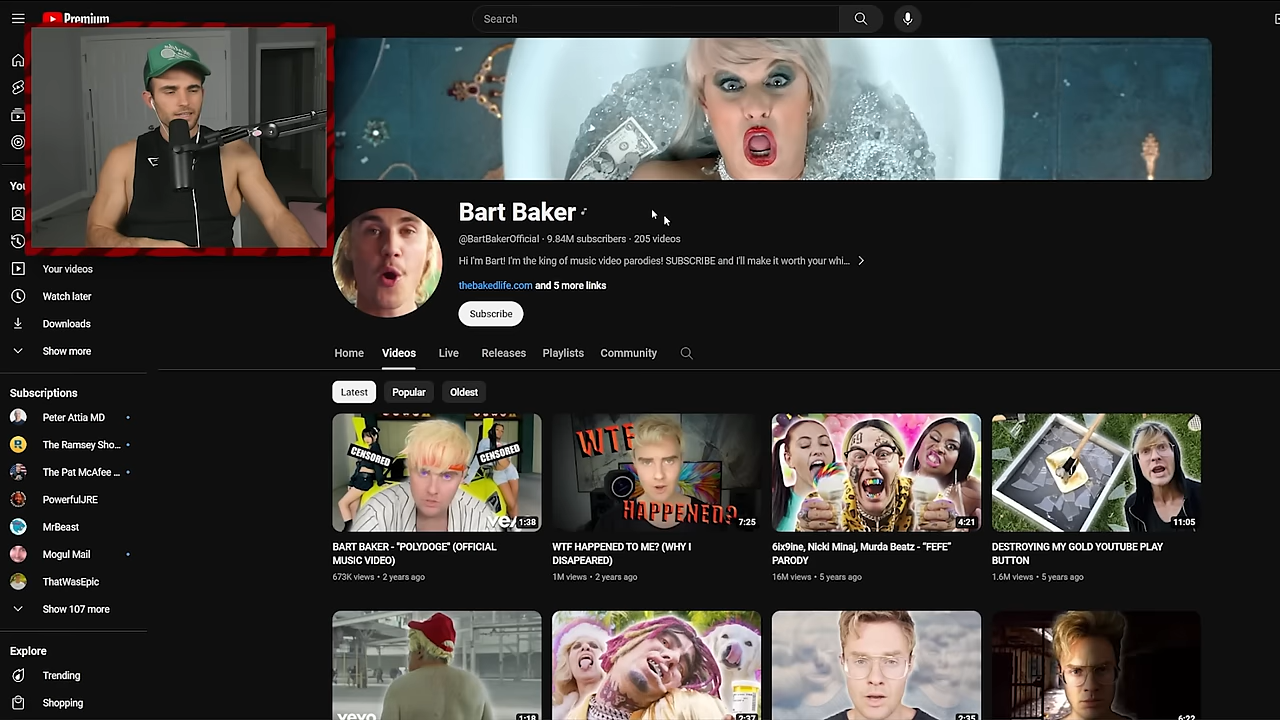 Premium
Search
You
Your videos
Watch later
Downloads
Show more
Subscriptions
Peter Attia MD
The Ramsey Sho...
The Pat McAfee ...
PowerfulJRE
MrBeast
Mogul Mail
ThatWasEpic
Show 107 more
Explore
Trending
Shopping
Bart Baker
@BartBakerOfficial · 9.84M subscribers · 205 videos
Hi I'm Bart! I'm the king of music video parodies! SUBSCRIBE and I'll make it worth your whi...
thebakedlife.com and 5 more links
Subscribe
Home Videos Live Releases Playlists Community
Latest Popular Oldest
CENSORED
CENSORED
1:38
BART BAKER - "POLYDOGE" (OFFICIAL
MUSIC VIDEO)
673K views • 2 years ago
WTF
HAPPENED?
7:25
WTF HAPPENED TO ME? (WHY I
DISAPEARED)
1M views • 2 years ago
4:21
6ix9ine, Nicki Minaj, Murda Beatz - "FEFE"
PARODY
16M views • 5 years ago
11:05
DESTROYING MY GOLD YOUTUBE PLAY
BUTTON
1.6M views • 5 years ago
vevo
1:18
2:37
2:35
6:22